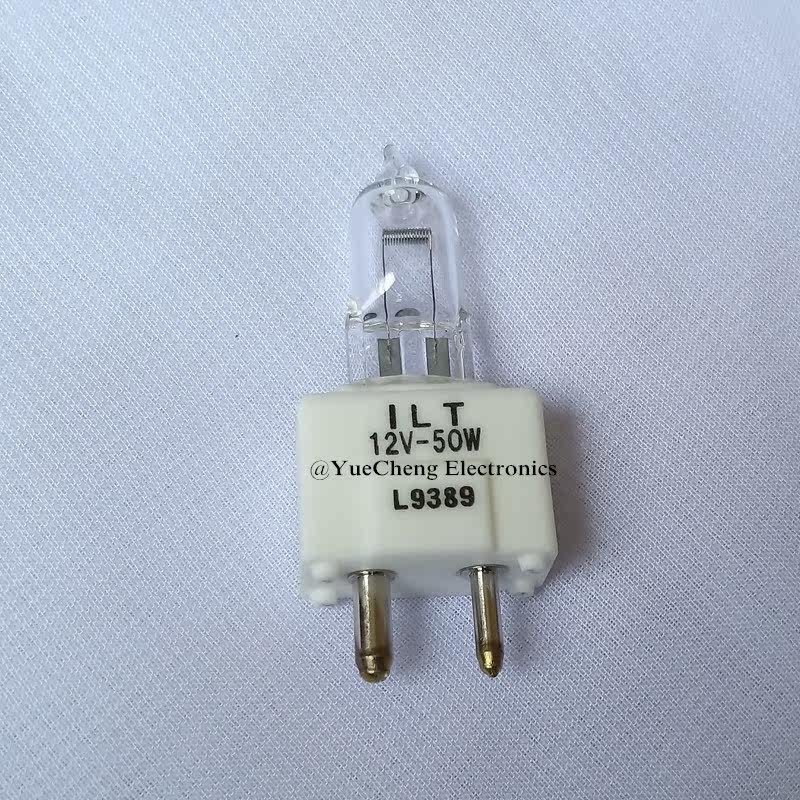 ILT
12V-50W
@YueCheng Electronics
L9389